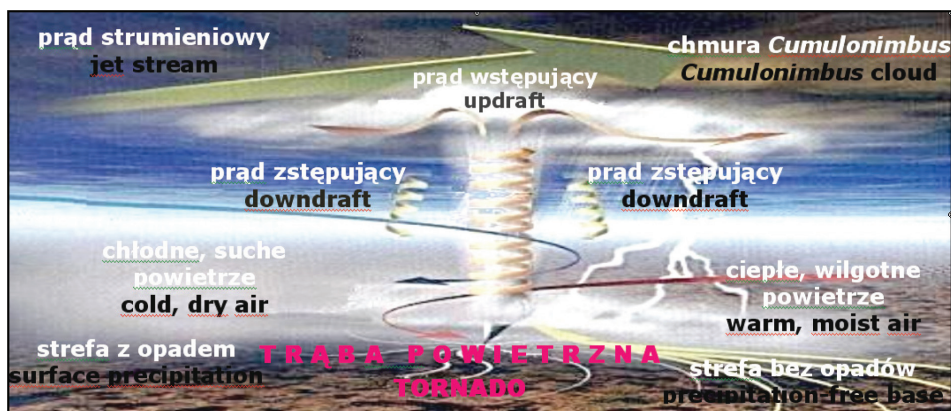 prąd strumieniowy
jet stream
chmura Cumulonimbus
Cumulonimbus cloud
prąd wstępujący
updraft
prąd zstępujący
downdraft
prąd zstępujący
downdraft
chłodne, suche
powietrze
cold, dry air
ciepłe, wilgotne
powietrze
warm, moist air
strefa z opadem
surface precipitation
TRĄBA POWIETRZNA
TORNADO
strefa bez opadów
precipitation-free base